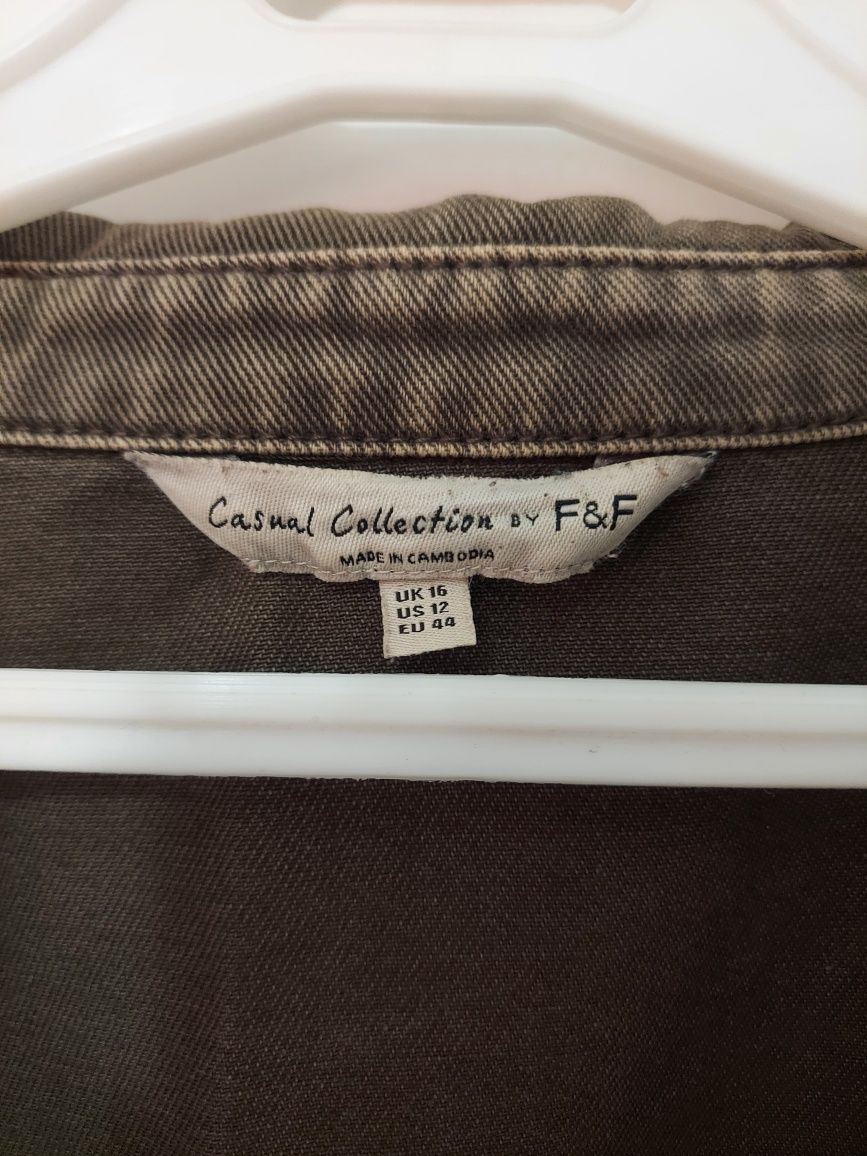 Casual Collection BY F&F
MADE IN CAMBODIA
UK 16
US 12
EU 44